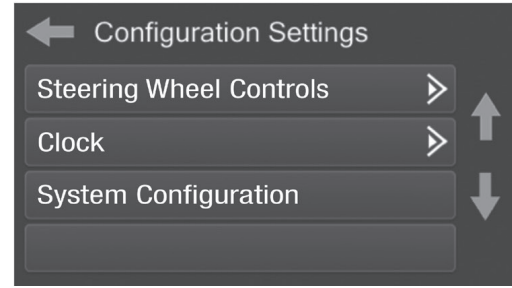 Configuration Settings
Steering Wheel Controls
Clock
System Configuration